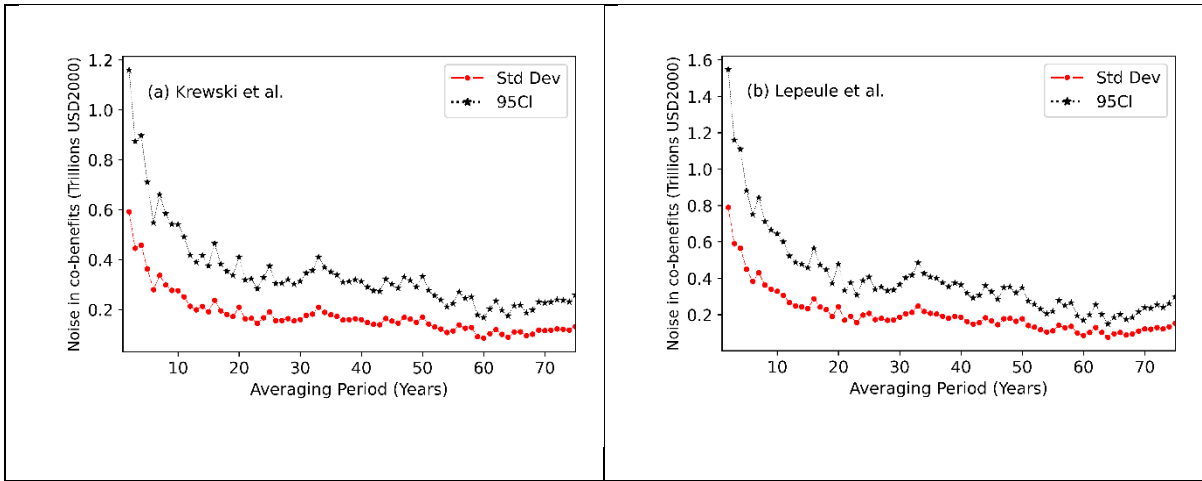 Noise in co-benefits (Trillions USD2000)
1.2
1.0
0.8
0.6
0.4
0.2
(a) Krewski et al.
Std Dev
95CI
10 20 30 40 50 60 70
Averaging Period (Years)
Noise in co-benefits (Trillions USD2000)
1.6
1.4
1.2
1.0
0.8
0.6
0.4
0.2
(b) Lepeule et al.
Std Dev
95CI
10 20 30 40 50 60 70
Averaging Period (Years)